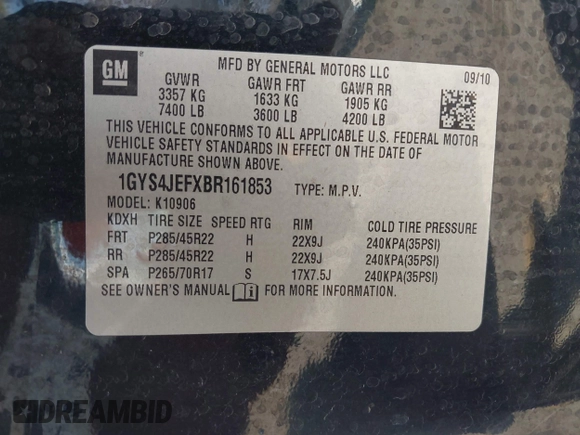 GM
MFD BY GENERAL MOTORS LLC 09/10
GVWR GAWR FRT GAWR RR
3357 KG 1633 KG 1905 KG
7400 LB 3600 LB 4200 LB
THIS VEHICLE CONFORMS TO ALL APPLICABLE U.S. FEDERAL MOTOR
VEHICLE SAFETY STANDARDS IN EFFECT ON THE DATE OF
MANUFACTURE SHOWN ABOVE.
1GYS4JEFXBR161853 TYPE: M.P.V.
MODEL: K10906
KDXH TIRE SIZE SPEED RTG RIM COLD TIRE PRESSURE
FRT P285/45R22 H 22X9J 240KPA(35PSI)
RR P285/45R22 H 22X9J 240KPA(35PSI)
SPA P265/70R17 S 17X7.5J 240KPA(35PSI)
SEE OWNER'S MANUAL FOR MORE INFORMATION.
DREAMBID